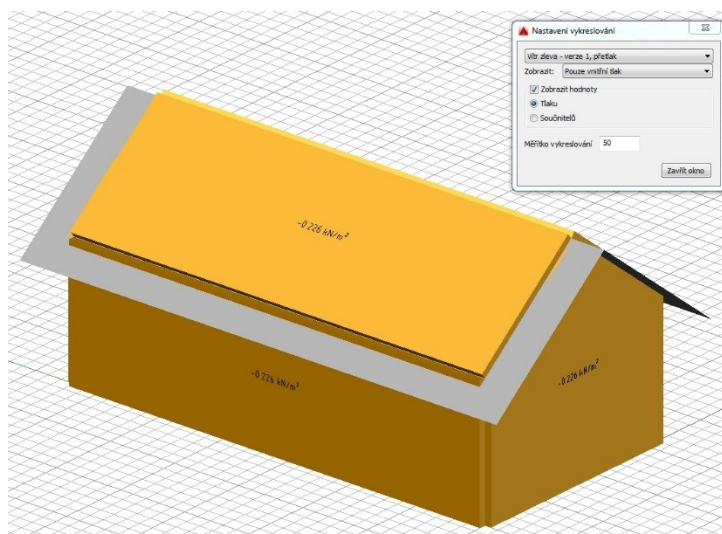 Nastavení vykreslování
Vítr zleva - verze 1, přetlak
Zobrazit: Pouze vnitřní tlak
Zobrazit hodnoty
Tlaku
Součinitelů
Měřítko vykreslování 50
Zavřít okno
-0.226 kN/m²
-0.226 kN/m²
-0.226 kN/m²